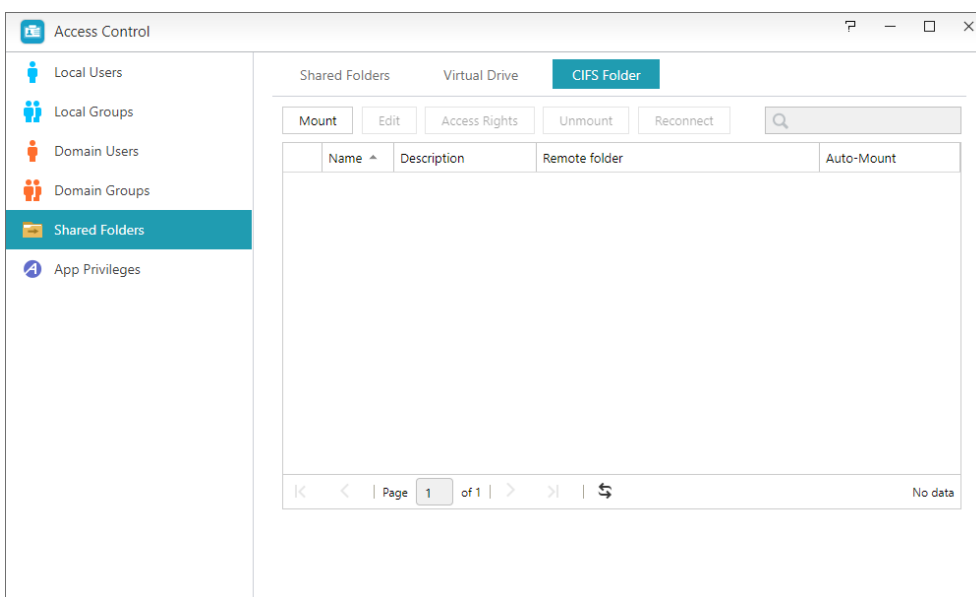 Access Control
Local Users
Local Groups
Domain Users
Domain Groups
Shared Folders
App Privileges
Shared Folders Virtual Drive CIFS Folder
Mount Edit Access Rights Unmount Reconnect
Name Description Remote folder Auto-Mount
Page 1 of 1 No data